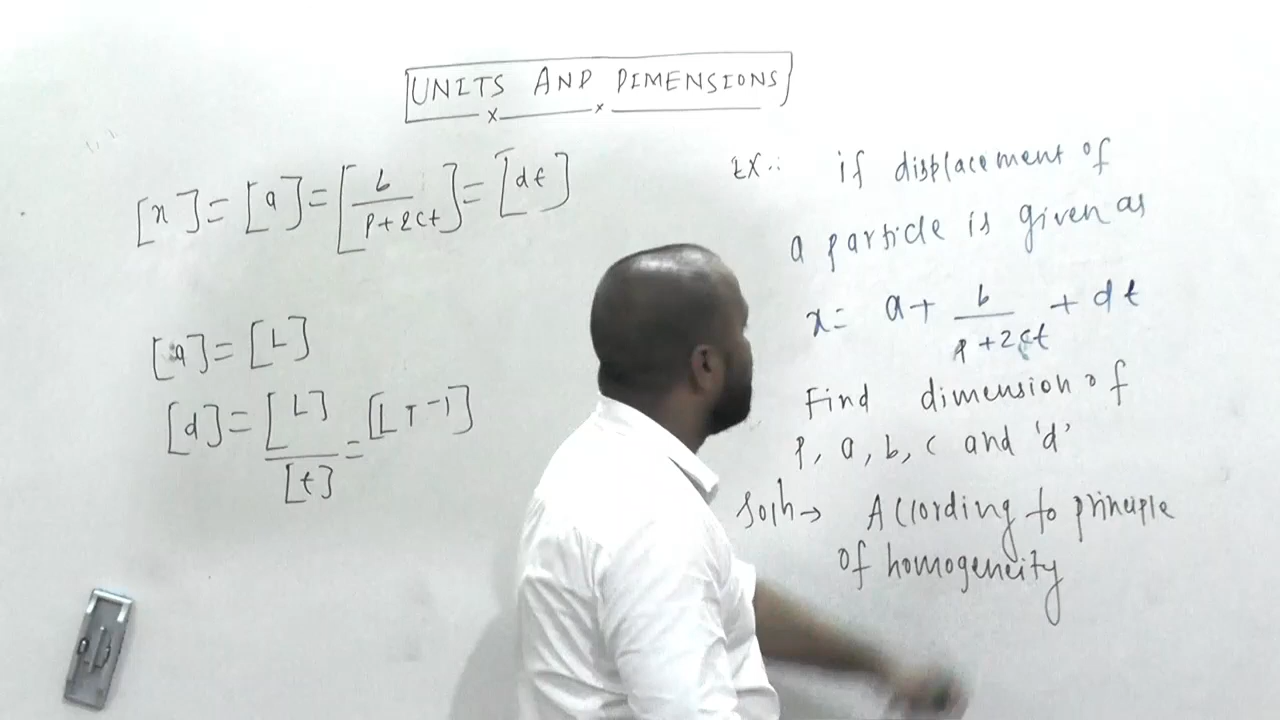 UNITS AND DIMENSIONS
[x] = [a] = [b/P+2Ct] = [dt]
[a] = [L]
[d] = [L]/[t] = [LT⁻¹]
EX:: if displacement of
a particle is given as
x = a + b/P+2ct + dt
Find dimension of
P, a, b, c and 'd'
Soln → According to principle
of homogeneity